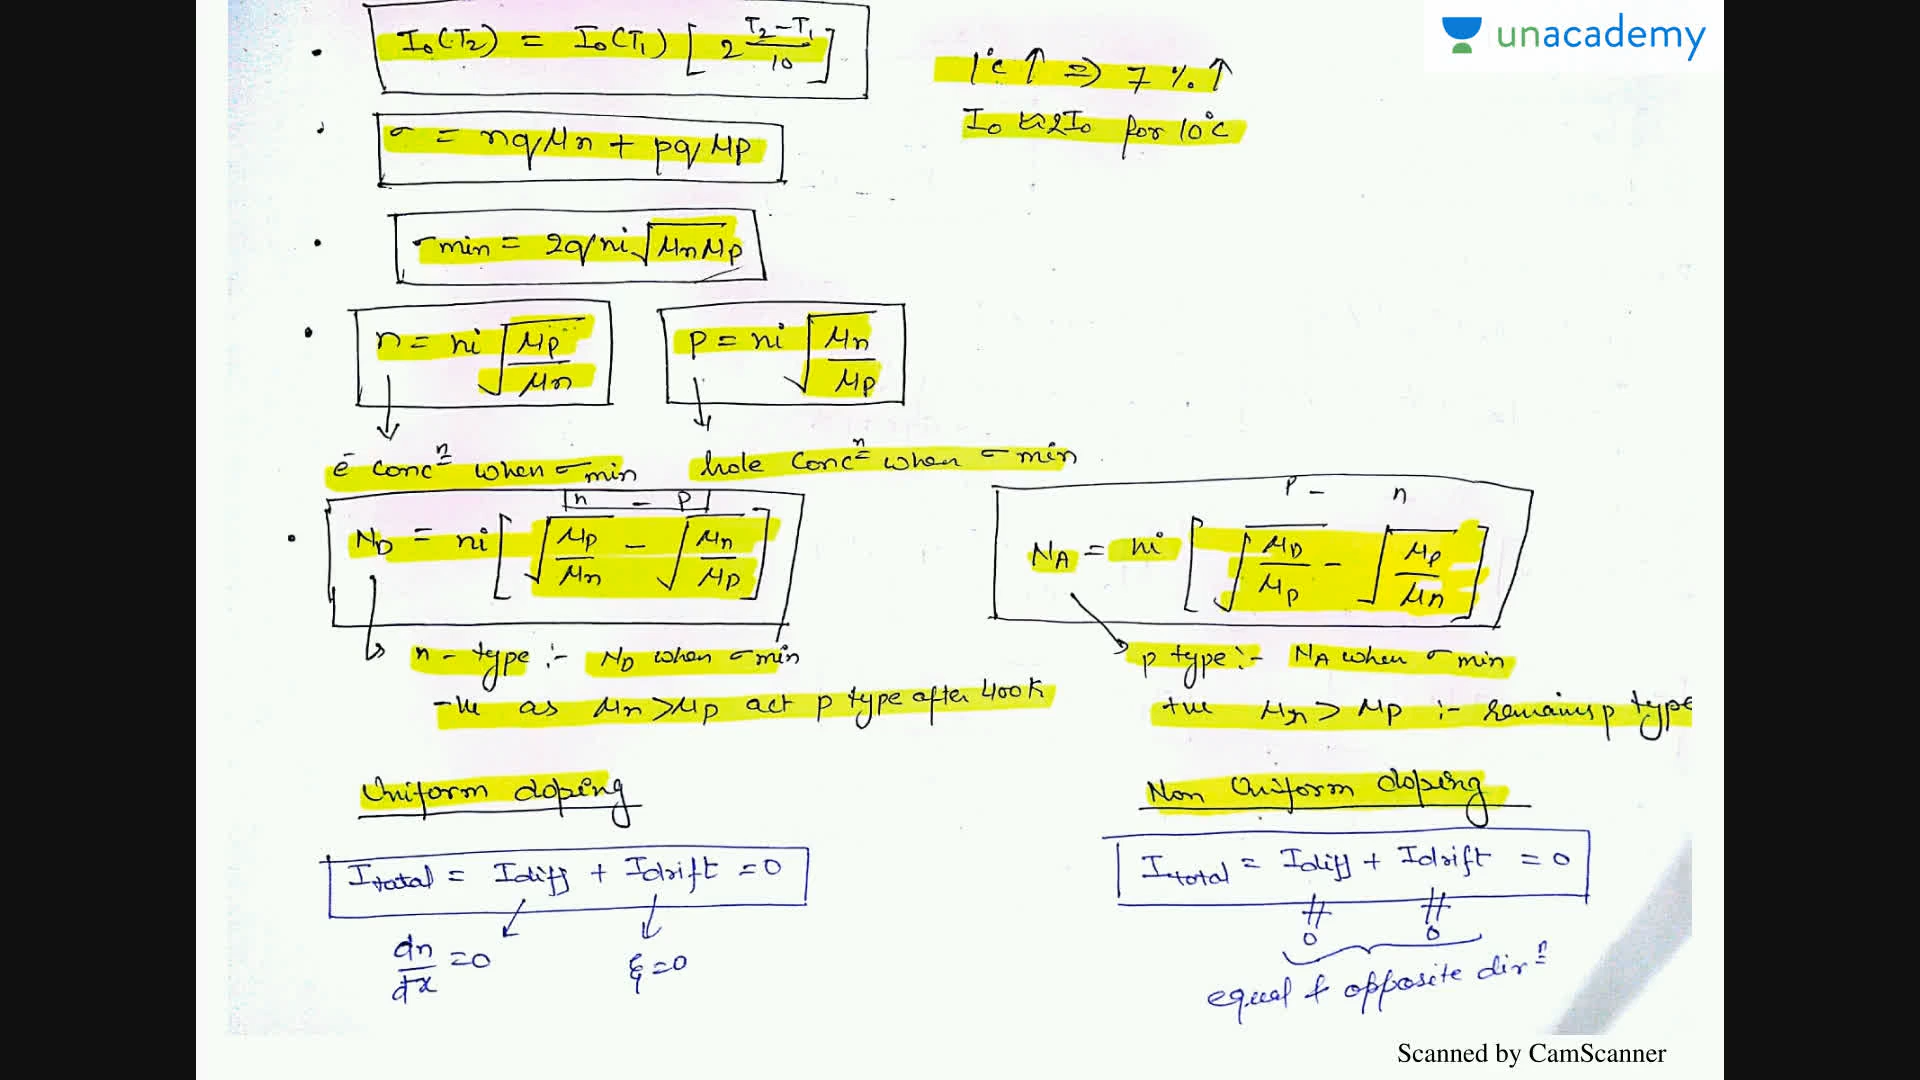 unacademy
• I₀(T₂) = I₀(T₁) [2^((T₂-T₁)/10)]
1°C ↑ ⇒ 7 %. ↑
I₀ ≈ 2I₀ for 10°C
• σ = nqμn + pqμp
• σmin = 2qni√(μnμp)
• n = ni √(μp/μn)
p = ni √(μn/μp)
e⁻ concⁿ when σmin
hole concⁿ when σmin
n - p
• ND = ni [√(μp/μn) - √(μn/μp)]
p - n
NA = ni [√(μn/μp) - √(μp/μn)]
n - type :- ND when σmin
p type :- NA when σmin
-ve as μn > μp act p type after 400K
+ve μn > μp :- remains p type
Uniform doping
Non Uniform doping
Itotal = Idiff + Idrift = 0
Itotal = Idiff + Idrift = 0
dn/dx = 0
ξ = 0
≠ 0 ≠ 0
equal & opposite dirⁿ
Scanned by CamScanner